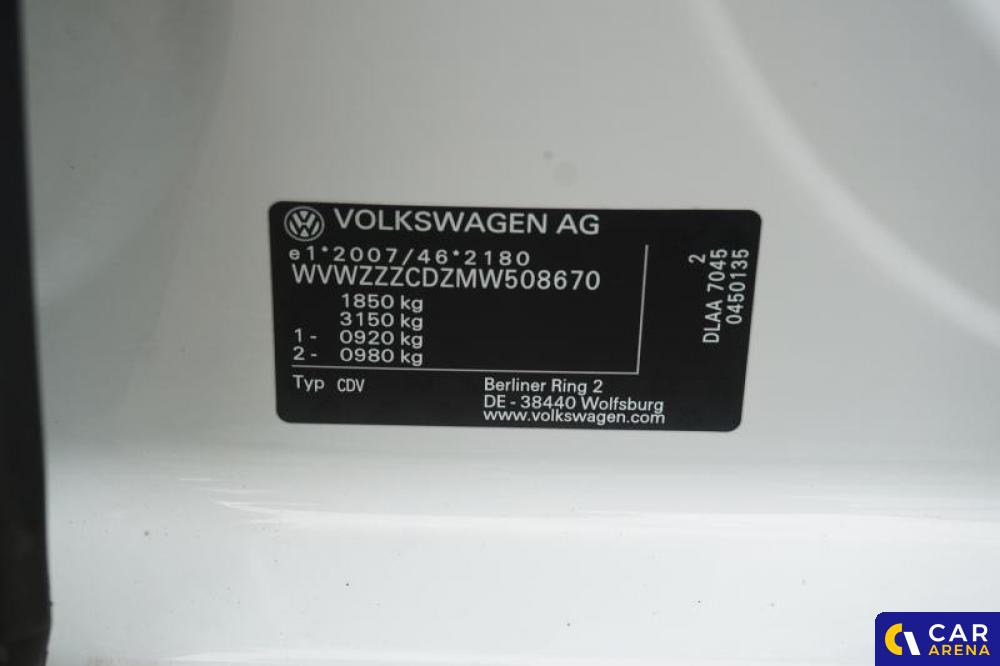 VOLKSWAGEN AG
e1*2007/46*2180
WVWZZZCDZMW508670
1850 kg
3150 kg
1- 0920 kg
2- 0980 kg
Typ CDV
Berliner Ring 2
DE - 38440 Wolfsburg
www.volkswagen.com
2
DLAA 7045
0450135
CAR
ARENA